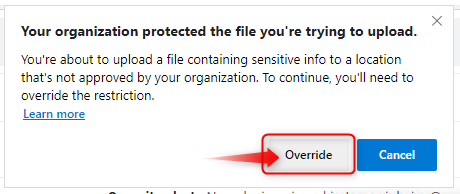 Your organization protected the file you're trying to upload.
You're about to upload a file containing sensitive info to a location
that's not approved by your organization. To continue, you'll need to
override the restriction.
Learn more
Override
Cancel